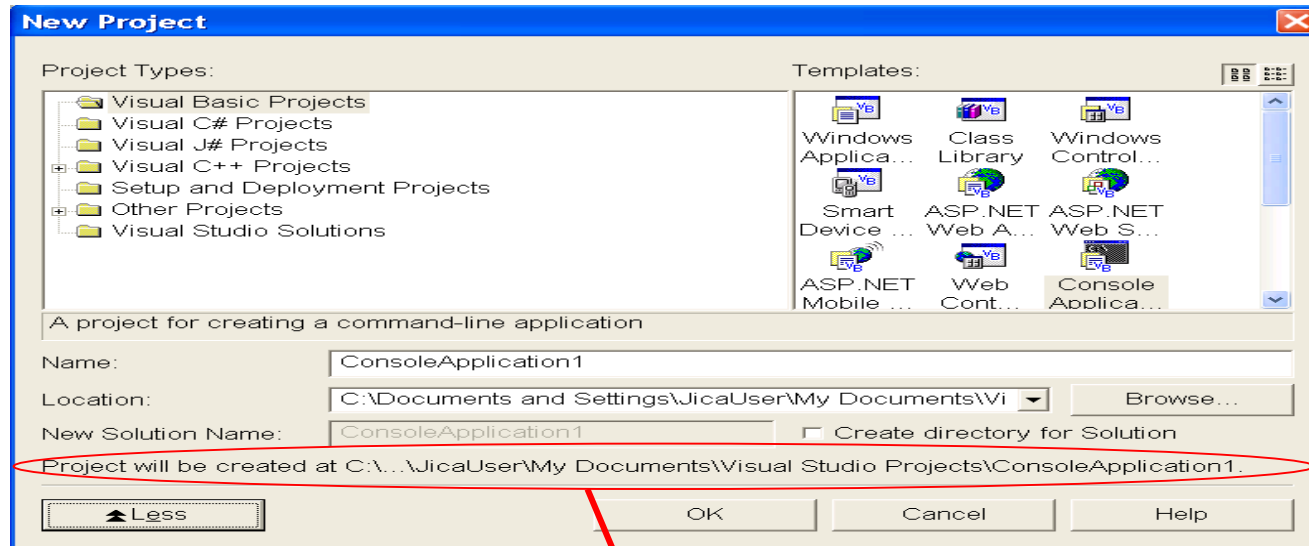 New Project
Project Types:
Templates:
Visual Basic Projects
Visual C# Projects
Visual J# Projects
Visual C++ Projects
Setup and Deployment Projects
Other Projects
Visual Studio Solutions
Windows Applica...
Class Library
Windows Control...
Smart Device ...
ASP.NET Web A...
ASP.NET Web S...
ASP.NET Mobile ...
Web Cont...
Console Applica...
A project for creating a command-line application
Name:
ConsoleApplication1
Location:
C:\Documents and Settings\JicaUser\My Documents\Vi
Browse...
New Solution Name:
ConsoleApplication1
Create directory for Solution
Project will be created at C:\...\JicaUser\My Documents\Visual Studio Projects\ConsoleApplication1.
Less
OK
Cancel
Help